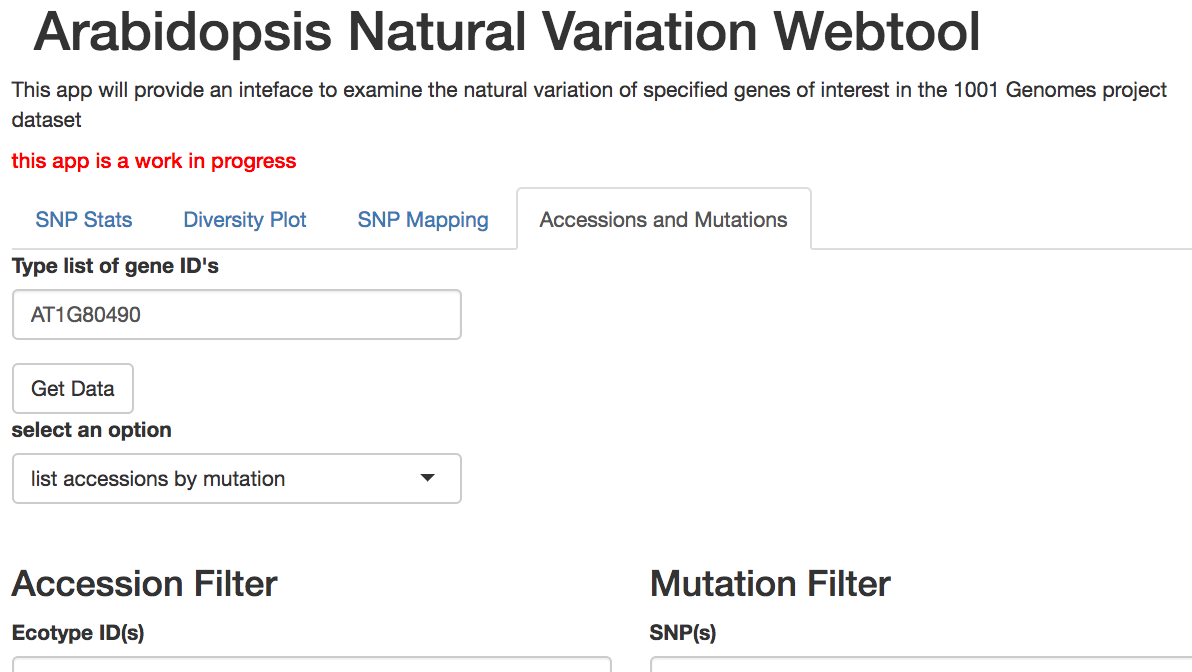 Arabidopsis Natural Variation Webtool
This app will provide an inteface to examine the natural variation of specified genes of interest in the 1001 Genomes project
dataset
this app is a work in progress
SNP Stats Diversity Plot SNP Mapping Accessions and Mutations
Type list of gene ID's
AT1G80490
Get Data
select an option
list accessions by mutation
Accession Filter Mutation Filter
Ecotype ID(s) SNP(s)